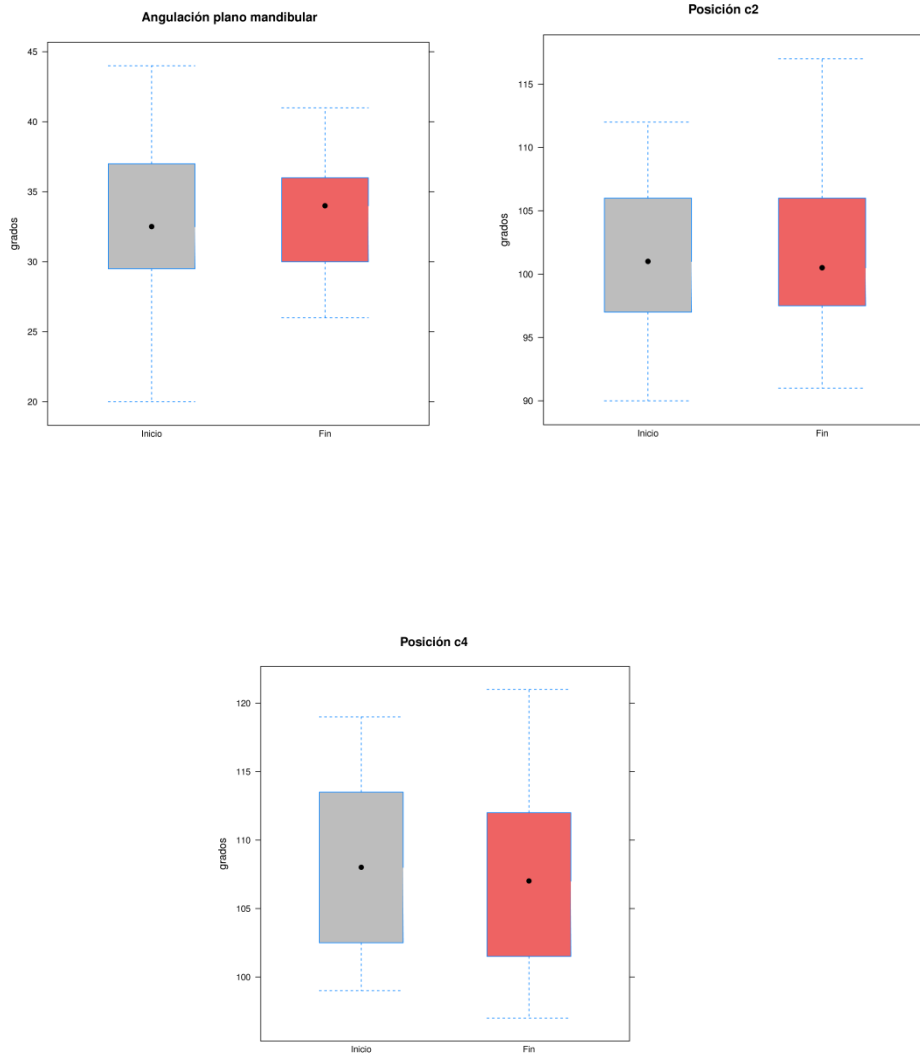 Angulación plano mandibular
grados
45
40
35
30
25
20
Inicio Fin
Posición c2
grados
115
110
105
100
95
90
Inicio Fin
Posición c4
grados
120
115
110
105
100
Inicio Fin